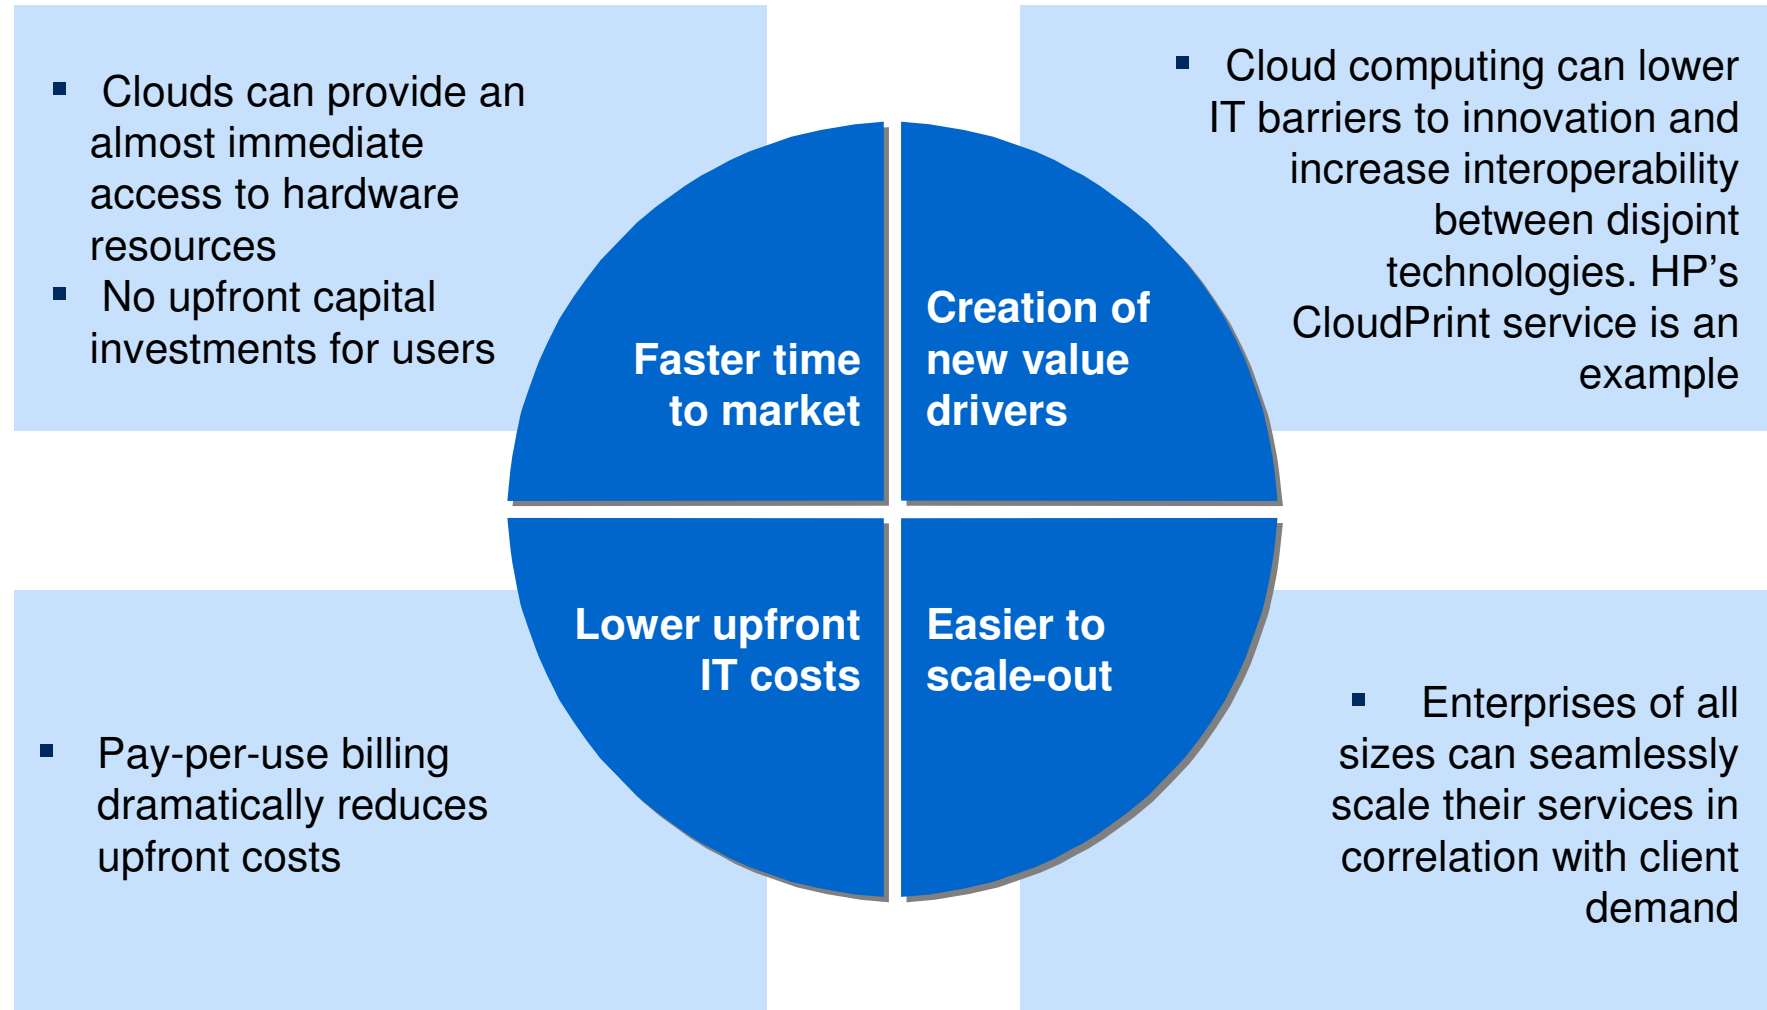 ▪ Clouds can provide an
almost immediate
access to hardware
resources
▪ No upfront capital
investments for users
Faster time
to market
▪ Cloud computing can lower
IT barriers to innovation and
increase interoperability
between disjoint
technologies. HP’s
CloudPrint service is an
example
Creation of
new value
drivers
Lower upfront
IT costs
▪ Pay-per-use billing
dramatically reduces
upfront costs
Easier to
scale-out
▪ Enterprises of all
sizes can seamlessly
scale their services in
correlation with client
demand